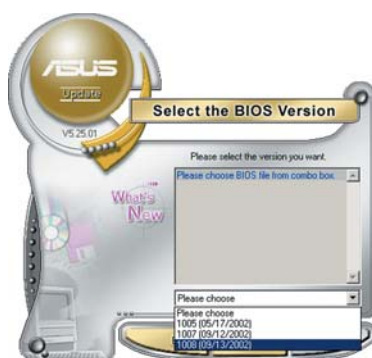 ASUS
Update
V5.25.01
Select the BIOS Version
Please select the version you want.
Please choose BIOS file from combo box.
What's
New
Please choose
Please choose
1005 (05/17/2002)
1007 (09/12/2002)
1008 (09/13/2002)